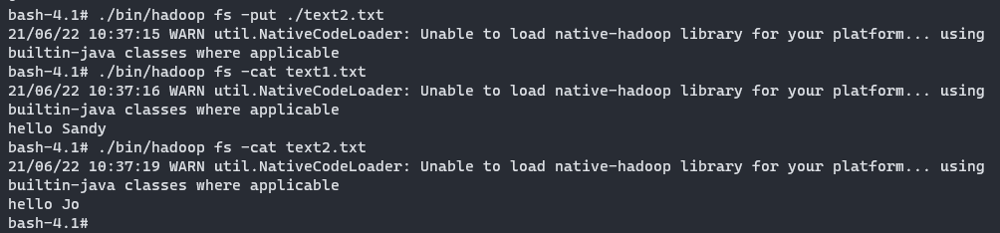 bash-4.1# ./bin/hadoop fs -put ./text2.txt
21/06/22 10:37:15 WARN util.NativeCodeLoader: Unable to load native-hadoop library for your platform... using
builtin-java classes where applicable
bash-4.1# ./bin/hadoop fs -cat text1.txt
21/06/22 10:37:16 WARN util.NativeCodeLoader: Unable to load native-hadoop library for your platform... using
builtin-java classes where applicable
hello Sandy
bash-4.1# ./bin/hadoop fs -cat text2.txt
21/06/22 10:37:19 WARN util.NativeCodeLoader: Unable to load native-hadoop library for your platform... using
builtin-java classes where applicable
hello Jo
bash-4.1#